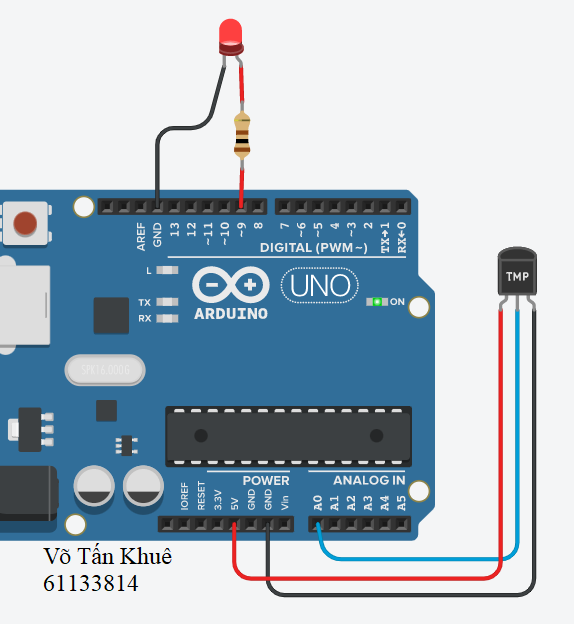 AREF
GND
13
12
~11
~10
~9
8
7
~6
~5
4
~3
2
TX→1
RX←0
DIGITAL (PWM~)
L
TX
RX
UNO
ARDUINO
ON
TMP
POWER
ANALOG IN
IOREF
RESET
3.3V
5V
GND
GND
Vin
A0
A1
A2
A3
A4
A5
Võ Tấn Khuê
61133814